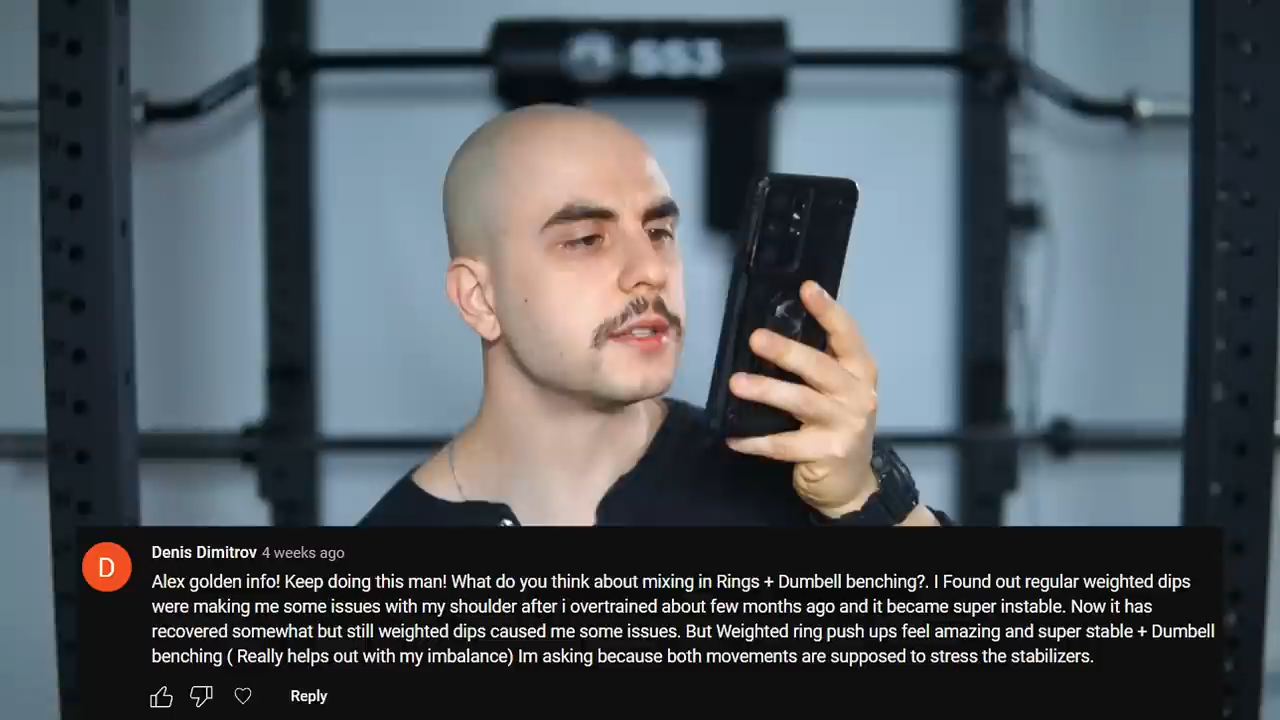 SS3
Denis Dimitrov 4 weeks ago
D
Alex golden info! Keep doing this man! What do you think about mixing in Rings + Dumbell benching?. I Found out regular weighted dips
were making me some issues with my shoulder after i overtrained about few months ago and it became super instable. Now it has
recovered somewhat but still weighted dips caused me some issues. But Weighted ring push ups feel amazing and super stable + Dumbell
benching ( Really helps out with my imbalance) Im asking because both movements are supposed to stress the stabilizers.
Reply